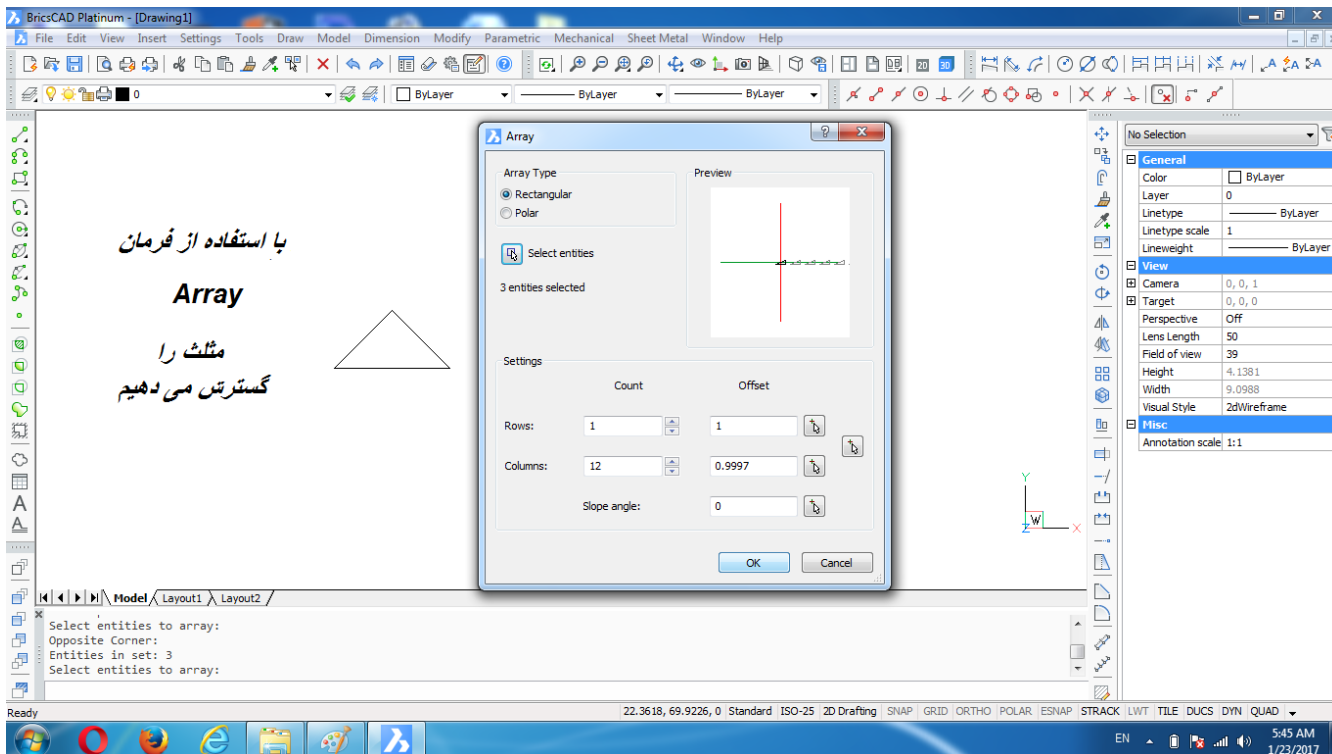 BricsCAD Platinum - [Drawing1]
File Edit View Insert Settings Tools Draw Model Dimension Modify Parametric Mechanical Sheet Metal Window Help
0 ByLayer ByLayer ByLayer
با استفاده از فرمان
Array
مثلث را
گسترش می دهیم
Array
Array Type
Rectangular
Polar
Select entities
3 entities selected
Preview
Settings
Count Offset
Rows: 1 1
Columns: 12 0.9997
Slope angle: 0
OK Cancel
Y
W
Z X
No Selection
General
Color ByLayer
Layer 0
Linetype ByLayer
Linetype scale 1
Lineweight ByLayer
View
Camera 0, 0, 1
Target 0, 0, 0
Perspective Off
Lens Length 50
Field of view 39
Height 4.1381
Width 9.0988
Visual Style 2dWireframe
Misc
Annotation scale 1:1
Model Layout1 Layout2
Select entities to array:
Opposite Corner:
Entities in set: 3
Select entities to array:
Ready 22.3618, 69.9226, 0 Standard ISO-25 2D Drafting SNAP GRID ORTHO POLAR ESNAP STRACK LWT TILE DUCS DYN QUAD
EN 5:45 AM
1/23/2017